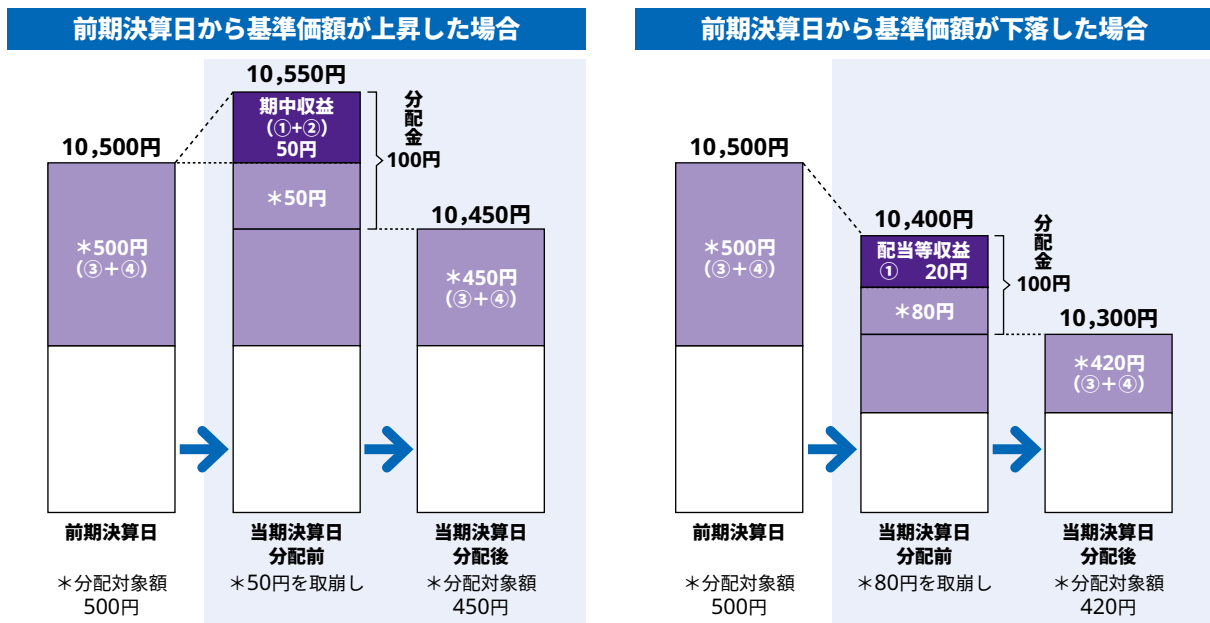 前期決算日から基準価額が上昇した場合
10,550円
期中収益
(①+②)
50円
分配金
100円
10,500円
＊50円
＊500円
(③＋④)
10,450円
＊450円
(③＋④)
前期決算日
当期決算日
分配前
当期決算日
分配後
＊分配対象額
500円
＊50円を取崩し
＊分配対象額
450円
前期決算日から基準価額が下落した場合
10,500円
＊500円
(③＋④)
10,400円
配当等収益
① 20円
＊80円
分配金
100円
10,300円
＊420円
(③＋④)
前期決算日
当期決算日
分配前
当期決算日
分配後
＊分配対象額
500円
＊80円を取崩し
＊分配対象額
420円